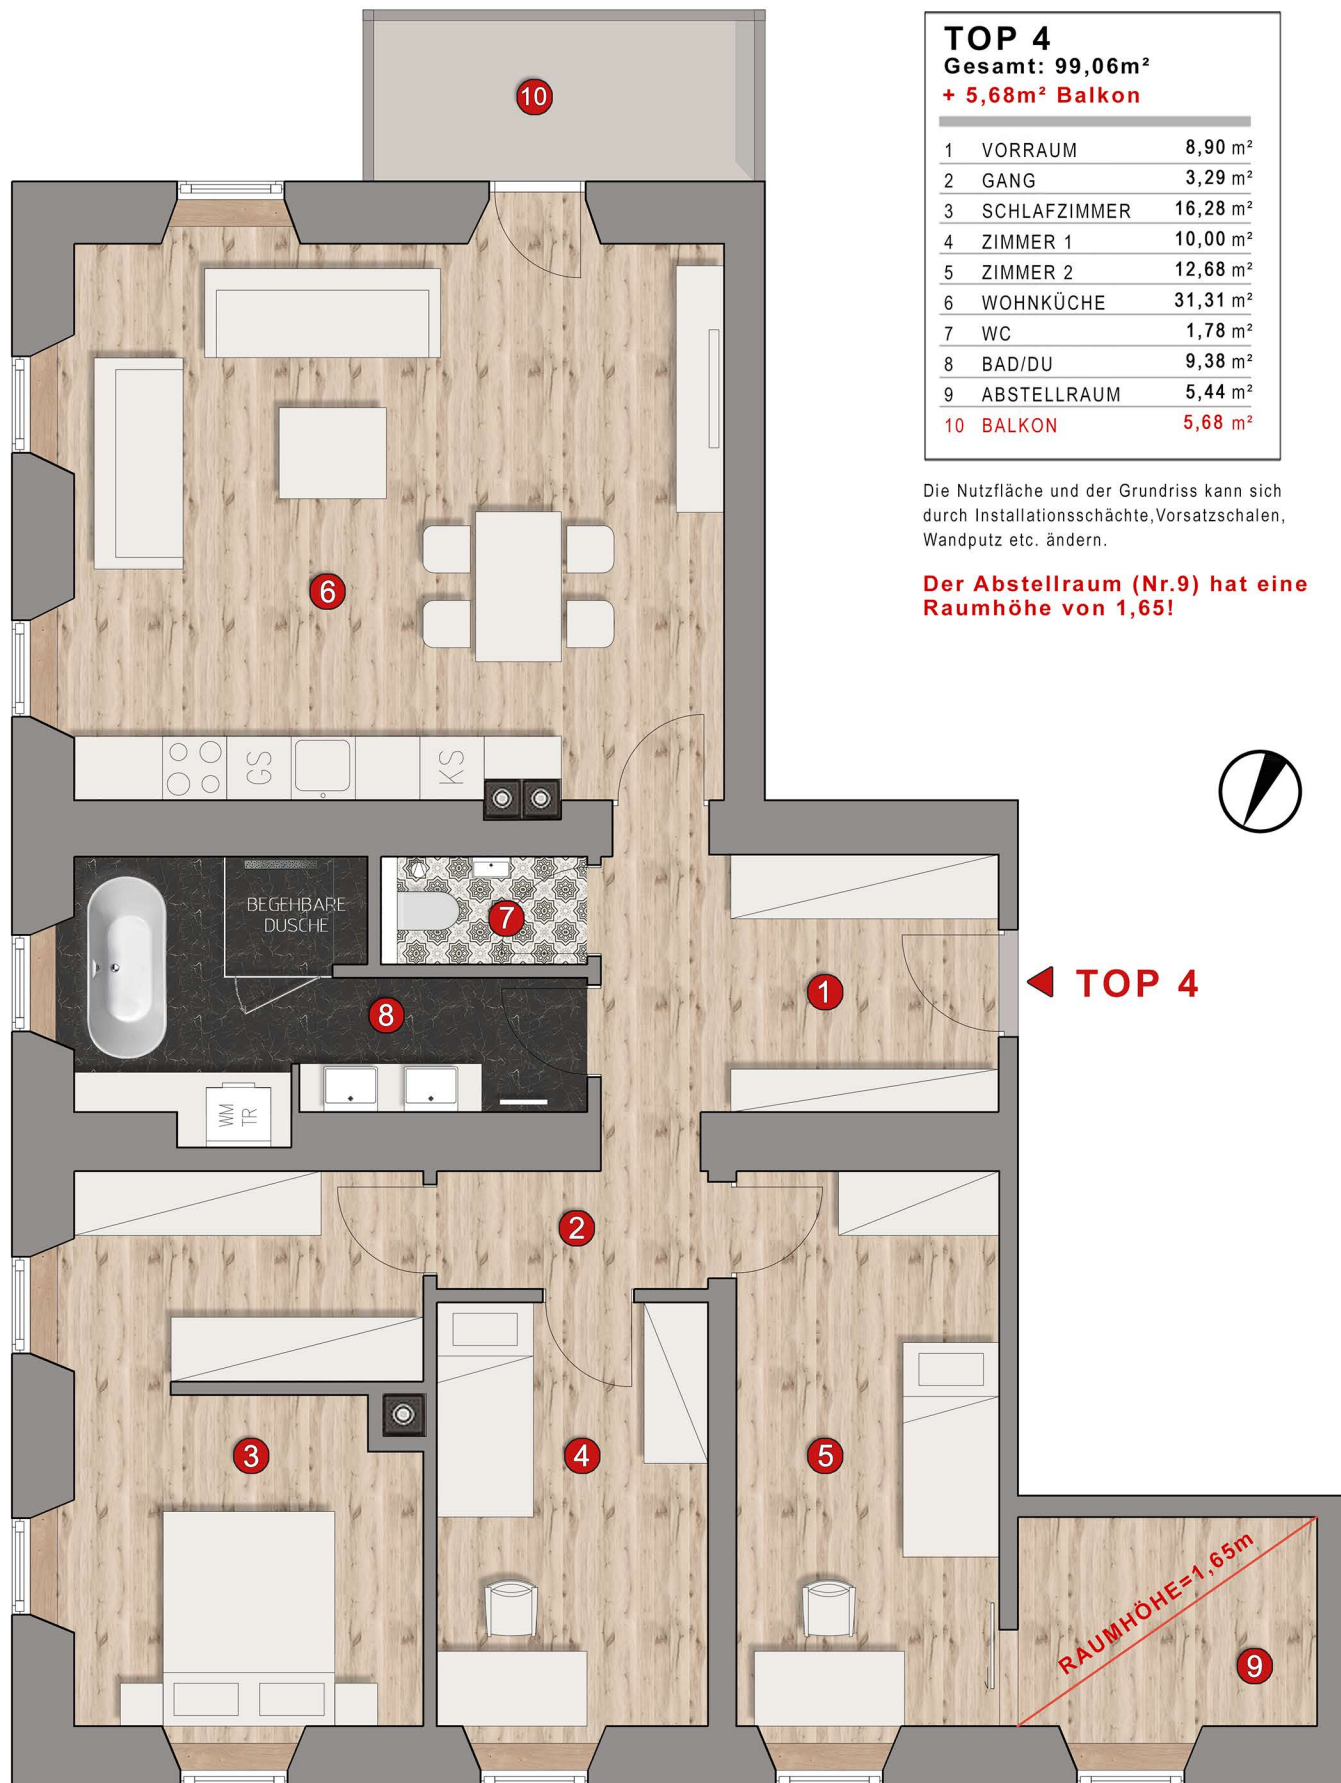 TOP 4
Gesamt: 99,06m²
+ 5,68m² Balkon
1 VORRAUM 8,90 m²
2 GANG 3,29 m²
3 SCHLAFZIMMER 16,28 m²
4 ZIMMER 1 10,00 m²
5 ZIMMER 2 12,68 m²
6 WOHNKÜCHE 31,31 m²
7 WC 1,78 m²
8 BAD/DU 9,38 m²
9 ABSTELLRAUM 5,44 m²
10 BALKON 5,68 m²
Die Nutzfläche und der Grundriss kann sich
durch Installationsschächte,Vorsatzschalen,
Wandputz etc. ändern.
Der Abstellraum (Nr.9) hat eine
Raumhöhe von 1,65!
10
6
GS
KS
BEGEHBARE
DUSCHE
7
1
TOP 4
8
WM
TR
2
3
4
5
RAUMHÖHE=1,65m
9